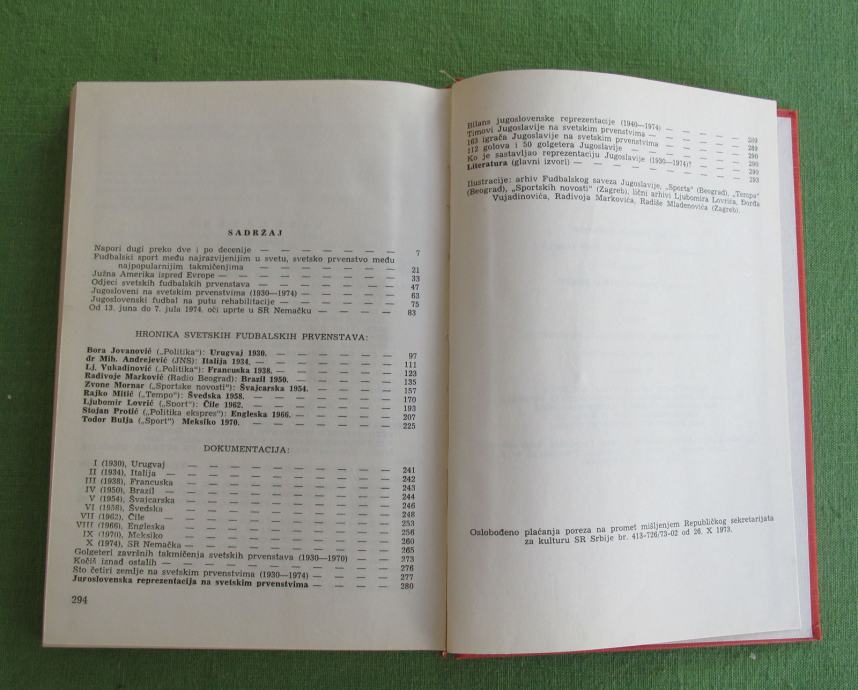 SADRŽAJ
Napori dugi preko dve i po decenije — — — — — — — 7
Fudbalski sport među najrazvijenijim u svetu, svetsko prvenstvo među
najpopularnijim takmičenjima — — — — — — — 21
Južna Amerika ispred Evrope — — — — — — — — 33
Odjeci svetskih fudbalskih prvenstava — — — — — — — 47
Jugosloveni na svetskim prvenstvima (1930—1974) — — — — — 63
Jugoslovenski fudbal na putu rehabilitacije — — — — — — 75
Od 13. juna do 7. jula 1974. oči uprte u SR Nemačku — — — — 83
HRONIKA SVETSKIH FUDBALSKIH PRVENSTAVA:
Bora Jovanović („Politika"): Urugvaj 1930. — — — — — — 97
dr Mih. Andrejević (JNS): Italija 1934. — — — — — — — 111
Lj. Vukadinović („Politika"): Francuska 1938. — — — — — — 123
Radivoje Marković (Radio Beograd): Brazil 1950. — — — — — 135
Zvone Mornar („Sportske novosti"): Švajcarska 1954. — — — — 157
Rajko Mitić („Tempo"): Švedska 1958. — — — — — — — 170
Ljubomir Lovrić („Sport"): Čile 1962. — — — — — — — 193
Stojan Protić („Politika ekspres"): Engleska 1966. — — — — — 207
Todor Bulja („Sport") Meksiko 1970. — — — — — — — 225
DOKUMENTACIJA:
I (1930), Urugvaj — — — — — — — — — 241
II (1934), Italija — — — — — — — — — 242
III (1938), Francuska — — — — — — — — 243
IV (1950), Brazil — — — — — — — — — 244
V (1954), Švajcarska — — — — — — — — 246
VI (1958), Švedska — — — — — — — — 248
VII (1962), Čile — — — — — — — — — 253
VIII (1966), Engleska — — — — — — — — 256
IX (1970), Meksiko — — — — — — — — 260
X (1974), SR Nemačka — — — — — — — — 265
Golgeteri završnih takmičenja svetskih prvenstava (1930—1970) — — 273
Kočiš iznad ostalih — — — — — — — — — 276
Sto četiri zemlje na svetskim prvenstvima (1930—1974) — — — — 277
Jugoslovenska reprezentacija na svetskim prvenstvima — — — — 280
294
Bilans jugoslovenske reprezentacije (1940—1974) — — — — 289
Timovi Jugoslavije na svetskim prvenstvima — — — — — 289
163 igrača Jugoslavije na svetskim prvenstvima — — — — 290
112 golova i 50 golgetera Jugoslavije — — — — — 290
Ko je sastavljao reprezentaciju Jugoslavije (1930—1974)? — — — 290
Literatura (glavni izvori) — — — — — — — — 293
Ilustracije: arhiv Fudbalskog saveza Jugoslavije, „Sporta" (Beograd), „Tempa"
(Beograd), „Sportskih novosti" (Zagreb), lični arhivi Ljubomira Lovrića, Đorđa
Vujadinovića, Radivoja Markovića, Radiše Mladenovića (Zagreb).
Oslobođeno plaćanja poreza na promet mišljenjem Republičkog sekretarijata
za kulturu SR Srbije br. 413-726/73-02 od 26. X 1973.